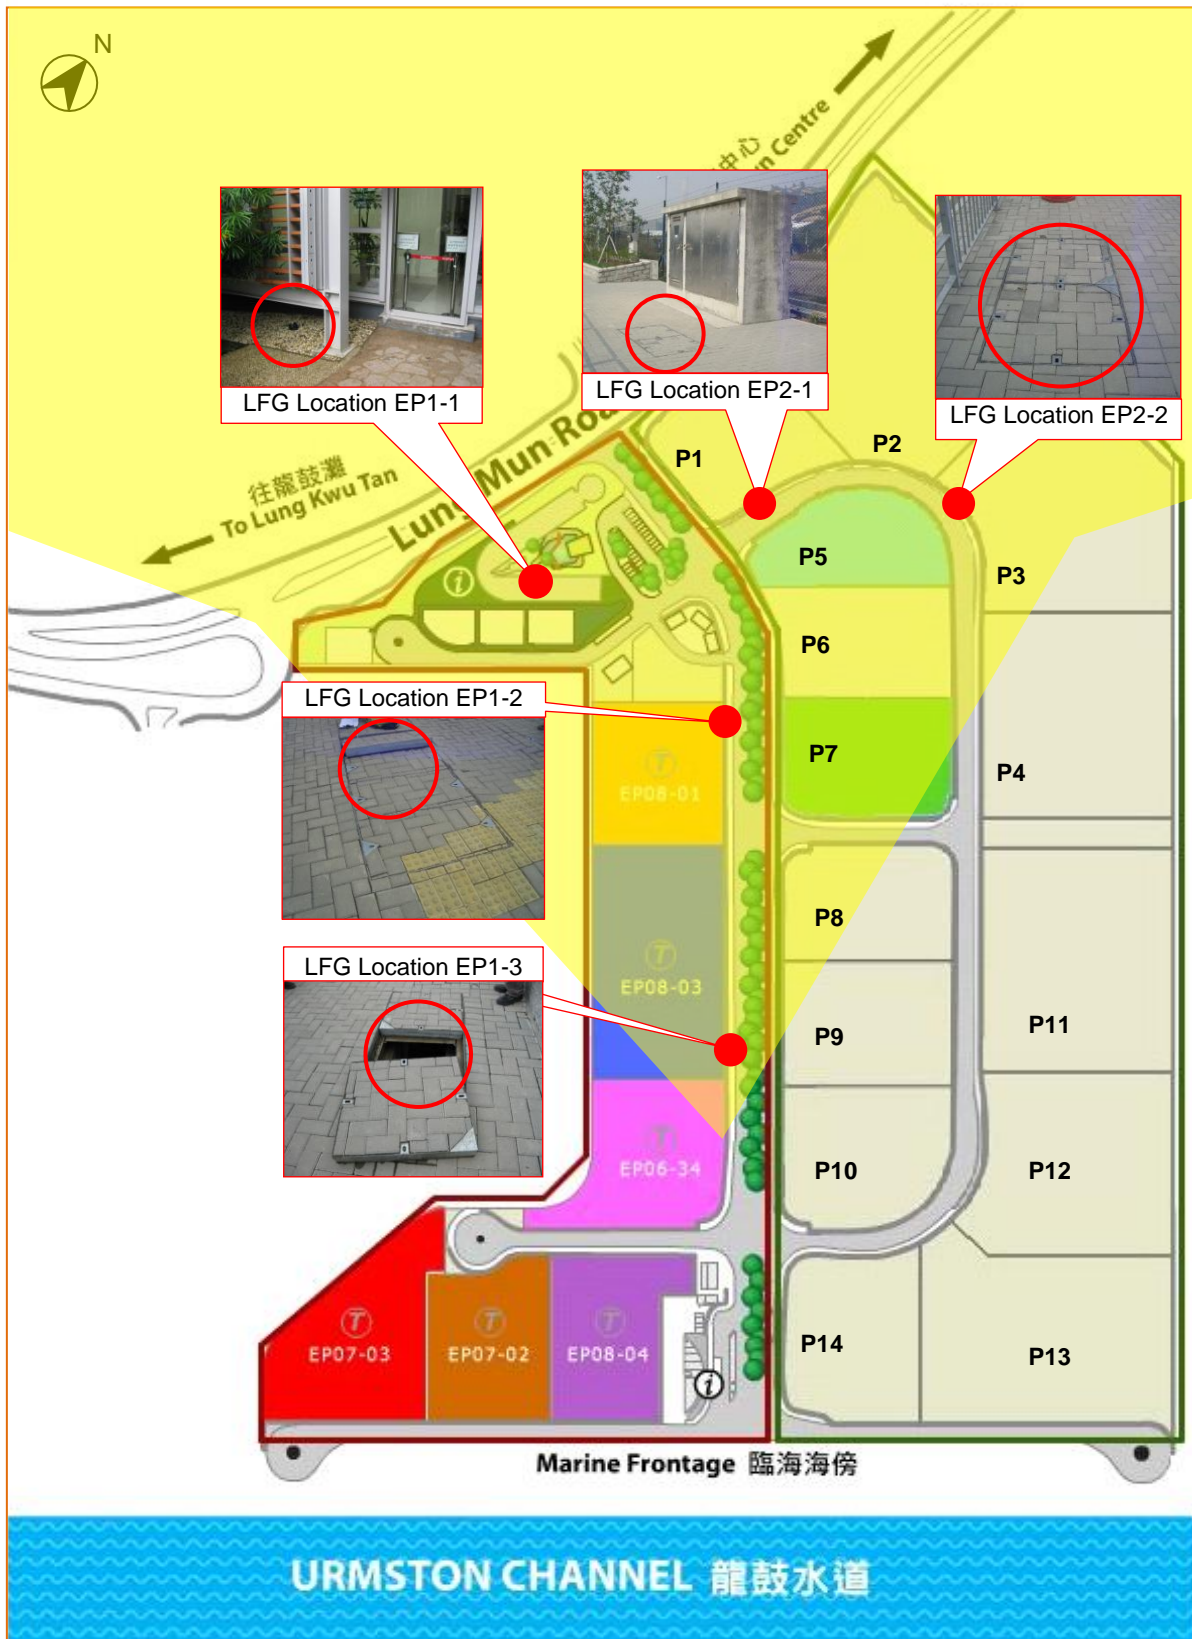 N
中心
Centre
LFG Location EP1-1
LFG Location EP2-1
LFG Location EP2-2
往龍鼓灘
To Lung Kwu Tan
Lung Mun Roa
P1
P2
P3
P5
P6
i
LFG Location EP1-2
T
EP08-01
P7
P4
P8
LFG Location EP1-3
T
EP08-03
P9
P11
T
EP06-34
P10
P12
T
EP07-03
T
EP07-02
T
EP08-04
i
P14
P13
Marine Frontage 臨海海傍
URMSTON CHANNEL 龍鼓水道